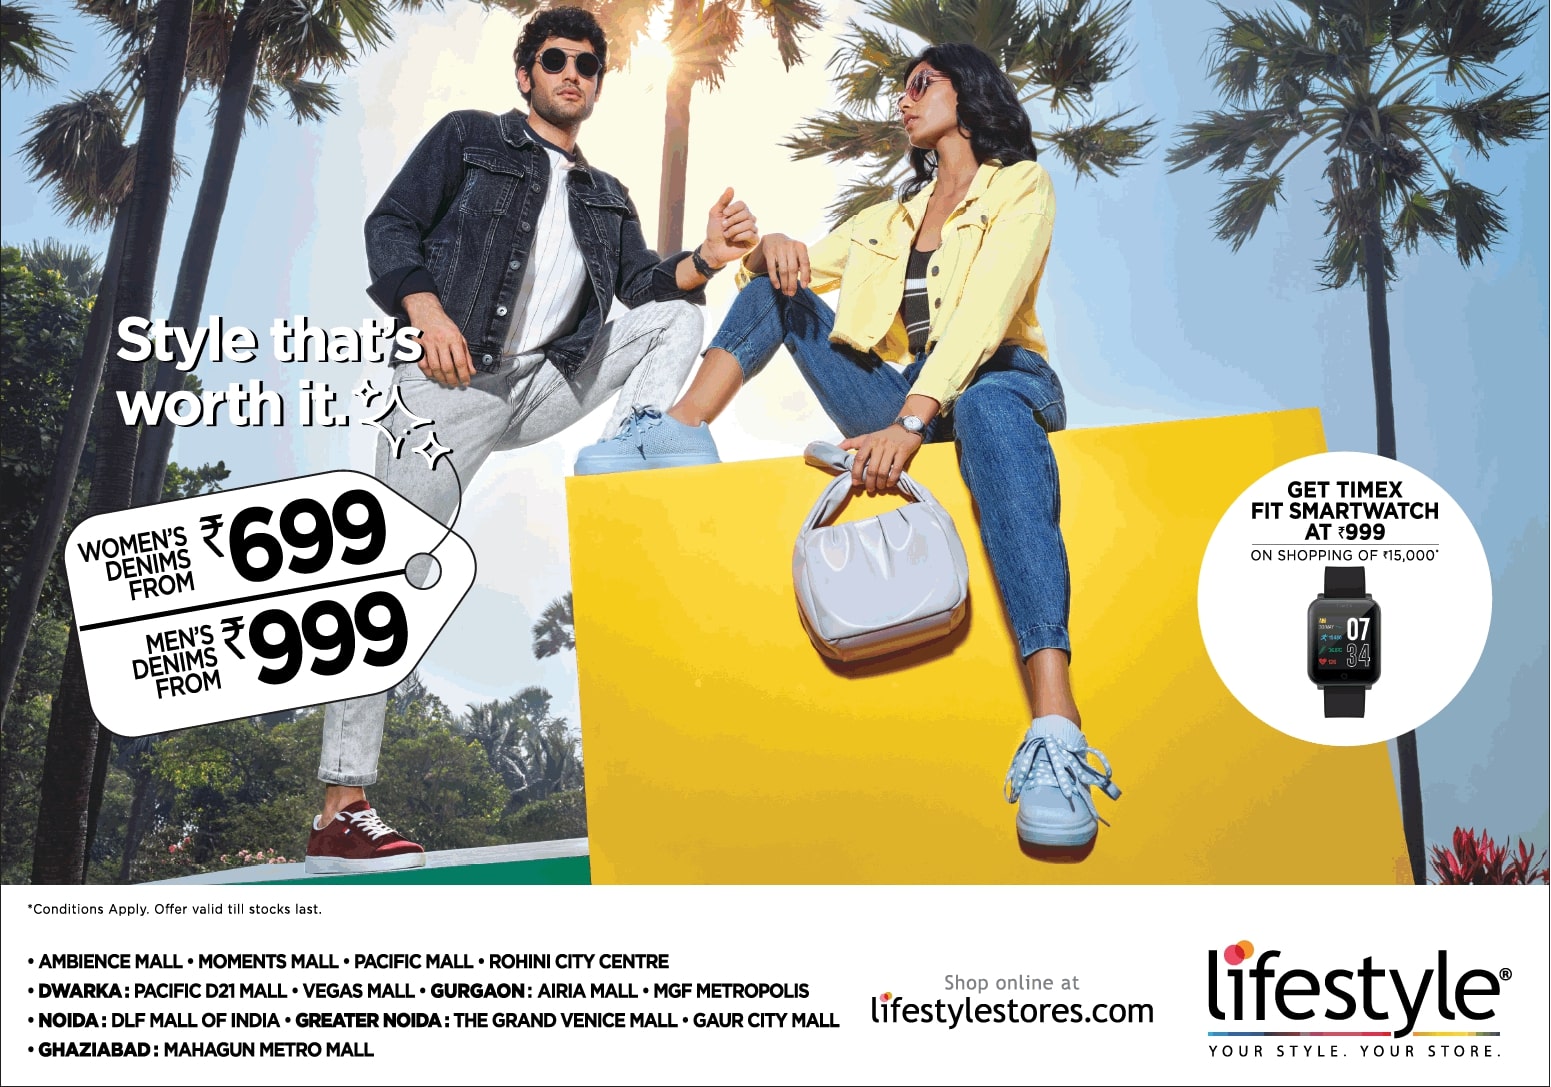 Style that's
worth it.
WOMEN'S
DENIMS
FROM
₹699
MEN'S
DENIMS
FROM
₹999
GET TIMEX
FIT SMARTWATCH
AT ₹999
ON SHOPPING OF ₹15,000*
07
34
*Conditions Apply. Offer valid till stocks last.
• AMBIENCE MALL • MOMENTS MALL • PACIFIC MALL • ROHINI CITY CENTRE
• DWARKA: PACIFIC D21 MALL • VEGAS MALL • GURGAON: AIRIA MALL • MGF METROPOLIS
• NOIDA: DLF MALL OF INDIA • GREATER NOIDA: THE GRAND VENICE MALL • GAUR CITY MALL
• GHAZIABAD: MAHAGUN METRO MALL
Shop online at
lifestylestores.com
lifestyle®
YOUR STYLE. YOUR STORE.